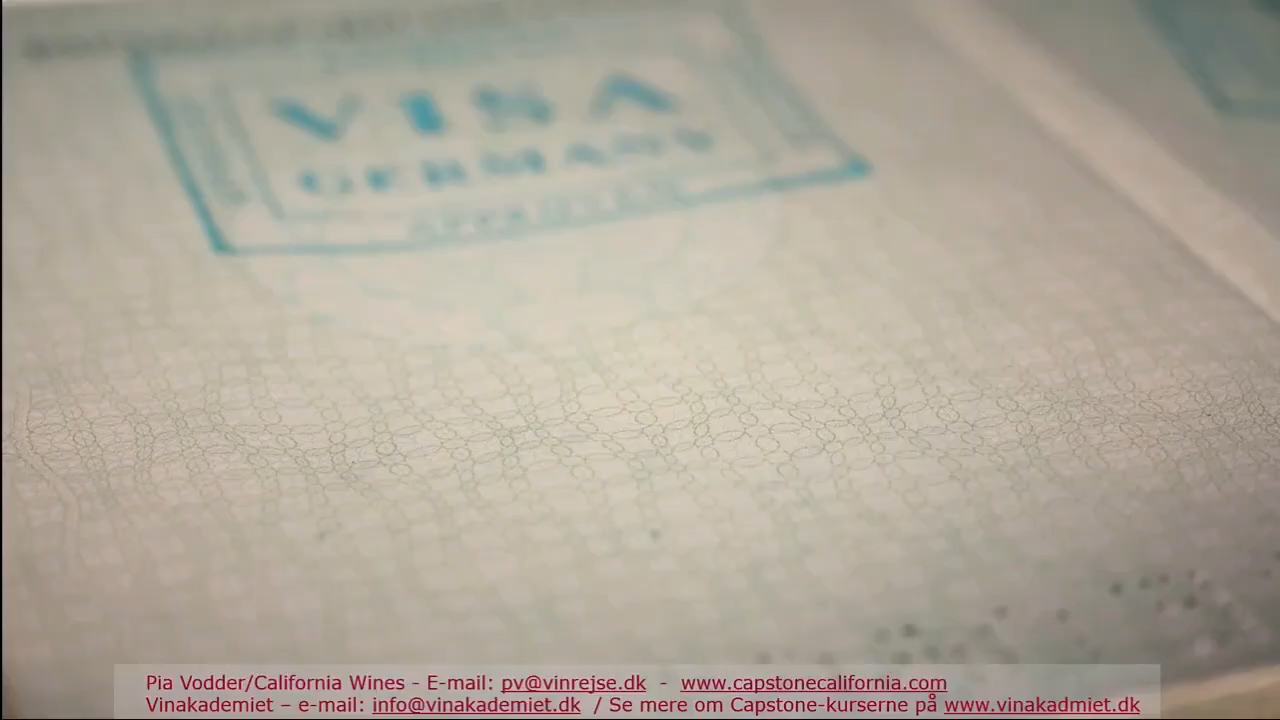 VISA
GERMANY
Pia Vodder/California Wines - E-mail: pv@vinrejse.dk - www.capstonecalifornia.com
Vinakademiet – e-mail: info@vinakademiet.dk / Se mere om Capstone-kurserne på www.vinakadmiet.dk